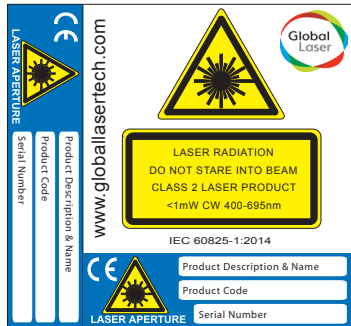 CE
LASER APERTURE
Serial Number
Product Code
Product Description & Name
www.globallasertech.com
Global
Laser
LASER RADIATION
DO NOT STARE INTO BEAM
CLASS 2 LASER PRODUCT
<1mW CW 400-695nm
IEC 60825-1:2014
CE
LASER APERTURE
Product Description & Name
Product Code
Serial Number